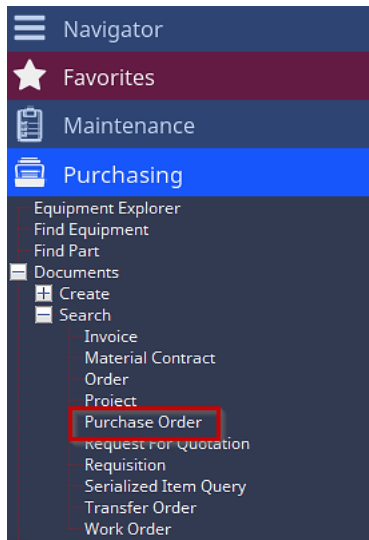 Navigator
Favorites
Maintenance
Purchasing
Equipment Explorer
Find Equipment
Find Part
Documents
Create
Search
Invoice
Material Contract
Order
Project
Purchase Order
Request For Quotation
Requisition
Serialized Item Query
Transfer Order
Work Order